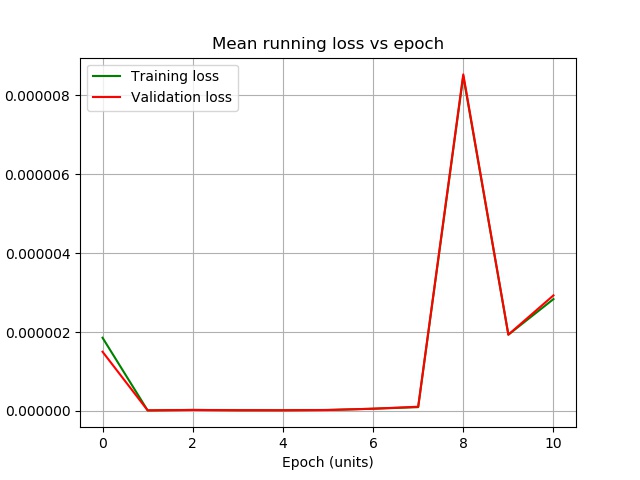 Mean running loss vs epoch
Training loss
Validation loss
0.000008
0.000006
0.000004
0.000002
0.000000
0 2 4 6 8 10
Epoch (units)